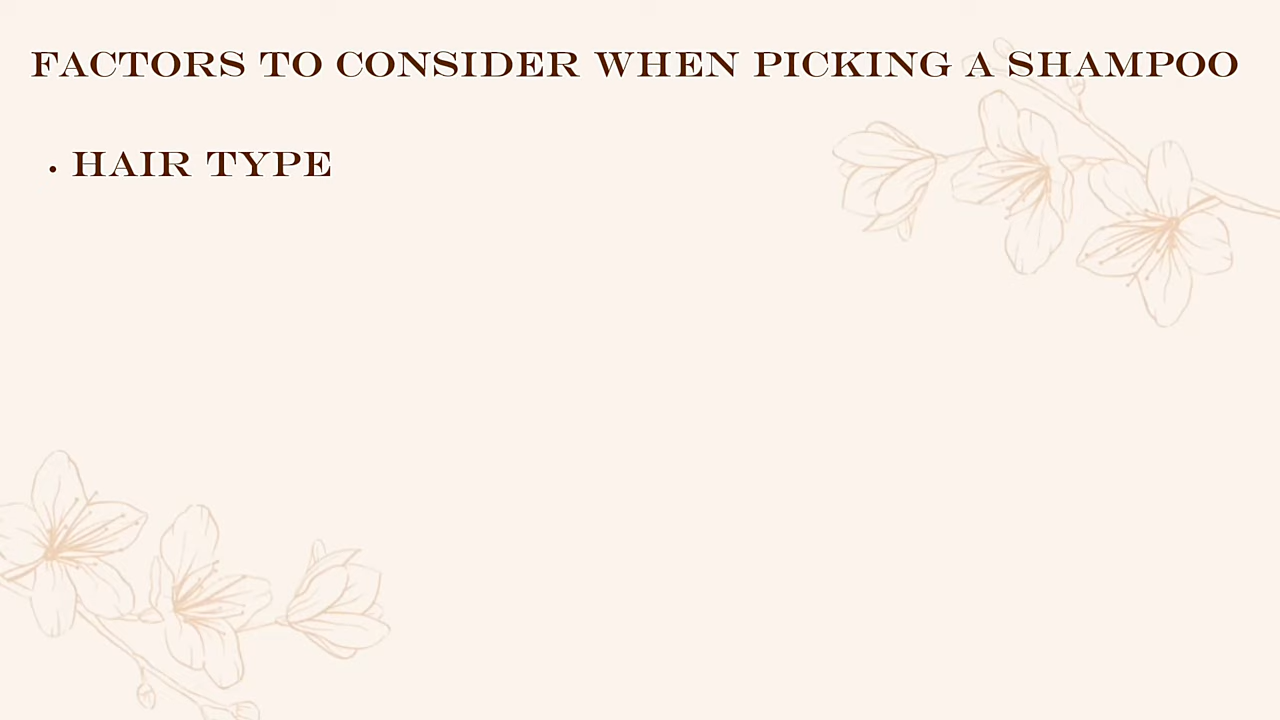 FACTORS TO CONSIDER WHEN PICKING A SHAMPOO
• HAIR TYPE